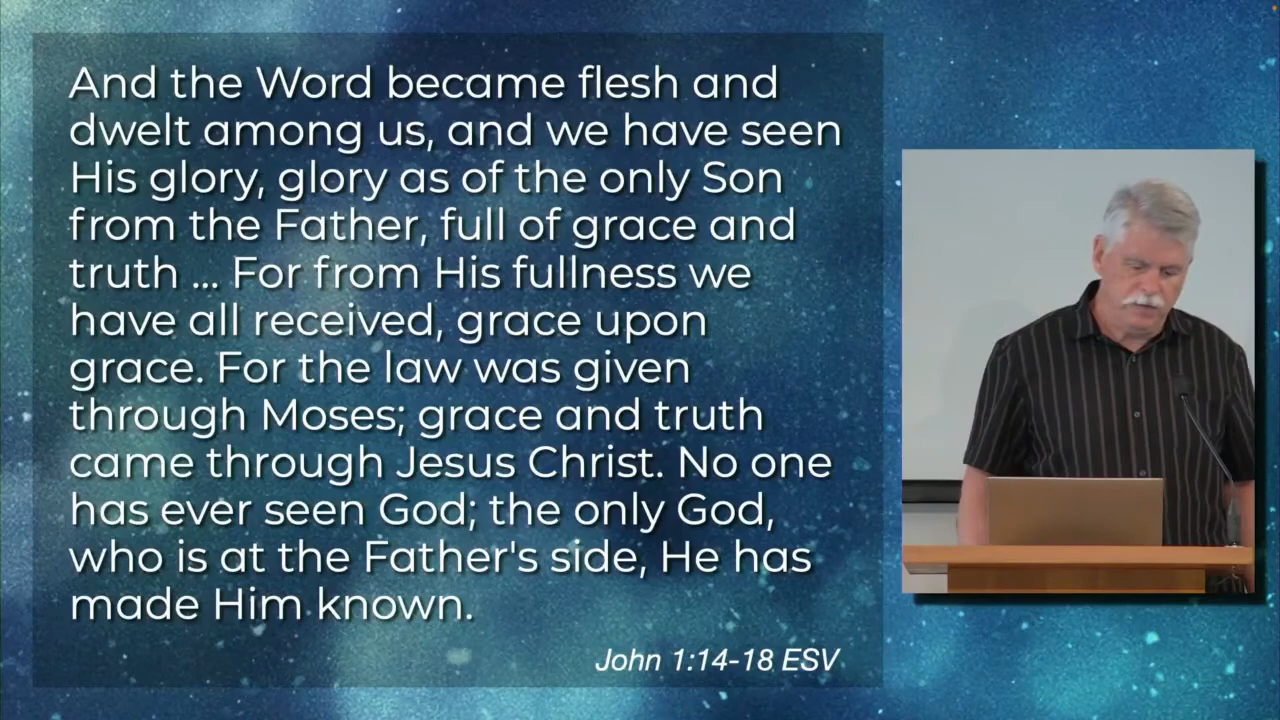 And the Word became flesh and
dwelt among us, and we have seen
His glory, glory as of the only Son
from the Father, full of grace and
truth ... For from His fullness we
have all received, grace upon
grace. For the law was given
through Moses; grace and truth
came through Jesus Christ. No one
has ever seen God; the only God,
who is at the Father's side, He has
made Him known.
John 1:14-18 ESV